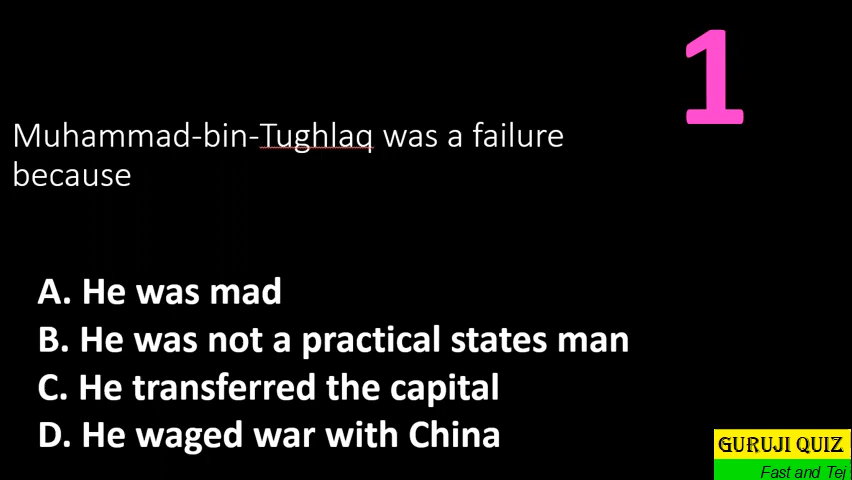 1
Muhammad-bin-Tughlaq was a failure
because
A. He was mad
B. He was not a practical states man
C. He transferred the capital
D. He waged war with China
GURUJI QUIZ
Fast and Tej